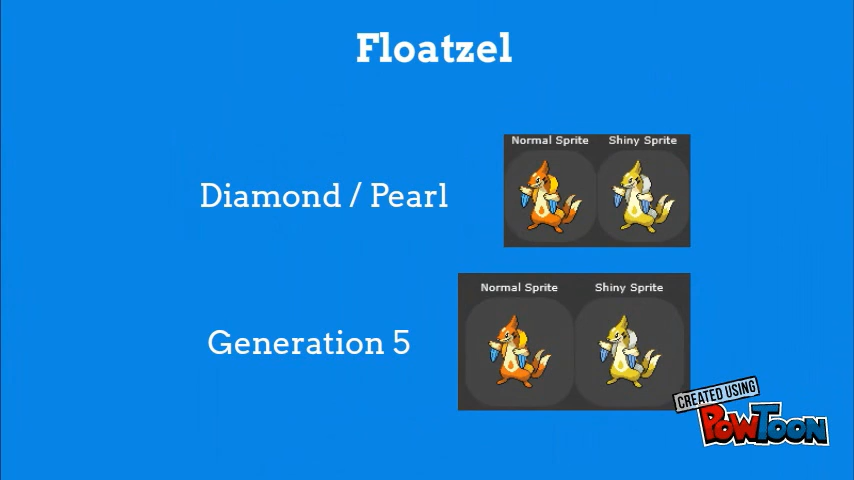 Floatzel
Normal Sprite Shiny Sprite
Diamond / Pearl
Normal Sprite Shiny Sprite
Generation 5
CREATED USING
POWTOON